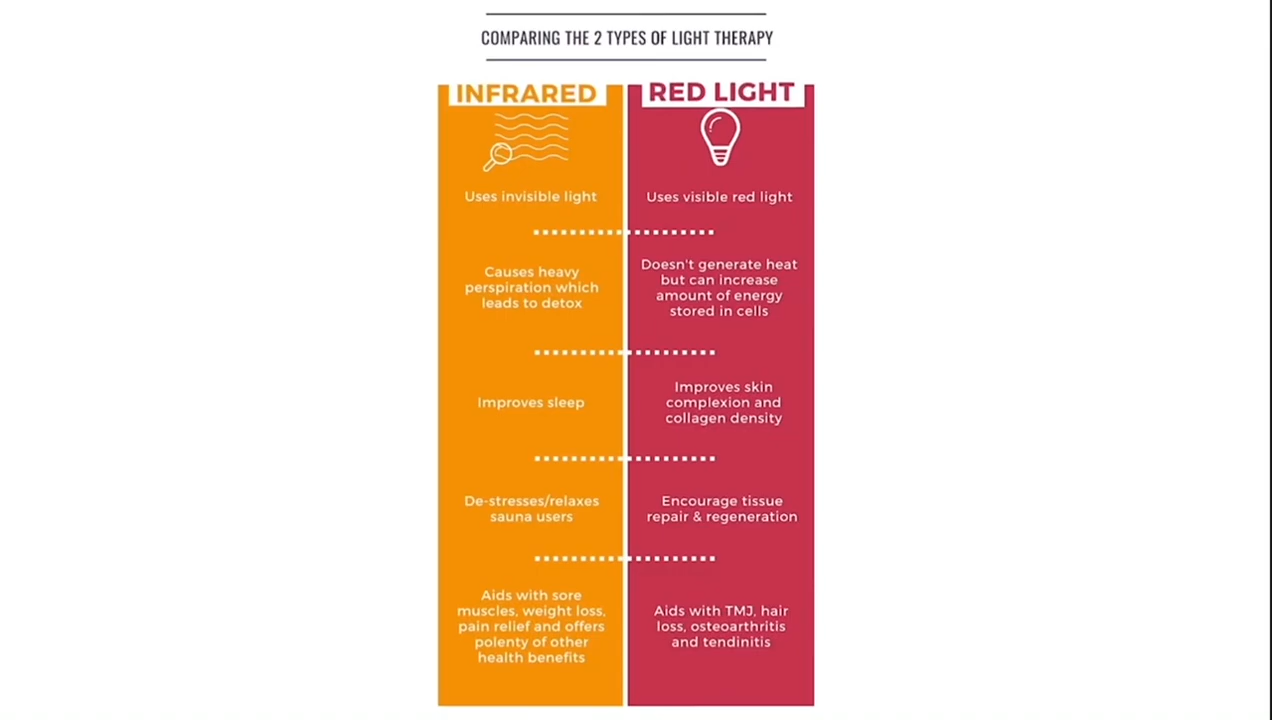 COMPARING THE 2 TYPES OF LIGHT THERAPY
INFRARED
Uses invisible light
Causes heavy
perspiration which
leads to detox
Improves sleep
De-stresses/relaxes
sauna users
Aids with sore
muscles, weight loss,
pain relief and offers
polenty of other
health benefits
RED LIGHT
Uses visible red light
Doesn't generate heat
but can increase
amount of energy
stored in cells
Improves skin
complexion and
collagen density
Encourage tissue
repair & regeneration
Aids with TMJ, hair
loss, osteoarthritis
and tendinitis